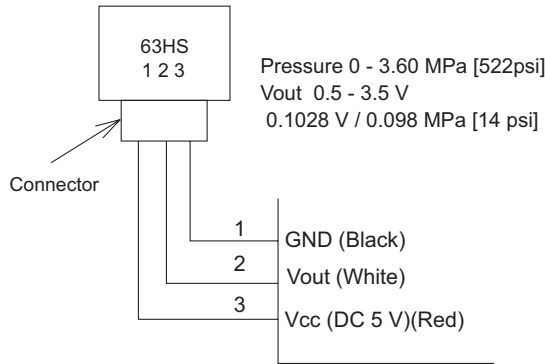 63HS
1 2 3
Pressure 0 - 3.60 MPa [522psi]
Vout 0.5 - 3.5 V
0.1028 V / 0.098 MPa [14 psi]
Connector
1
GND (Black)
2
Vout (White)
3
Vcc (DC 5 V)(Red)